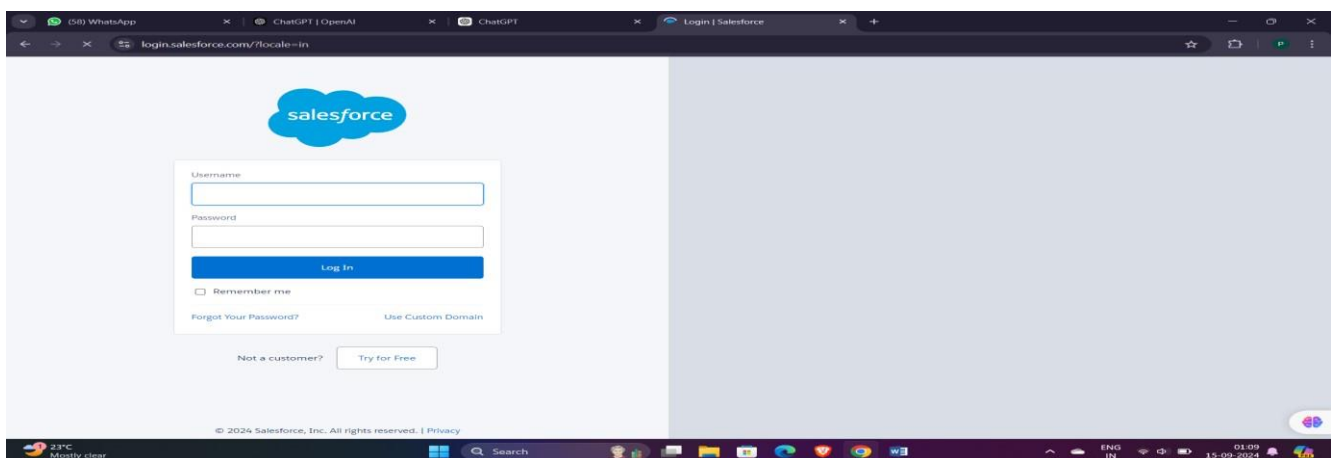 (58) WhatsApp
ChatGPT | OpenAI
ChatGPT
Login | Salesforce
login.salesforce.com/?locale=in
P
salesforce
Username
Password
Log In
Remember me
Forgot Your Password? Use Custom Domain
Not a customer? Try for Free
© 2024 Salesforce, Inc. All rights reserved. | Privacy
1
23°C
Mostly clear
Search
ENG
IN
01:09
15-09-2024